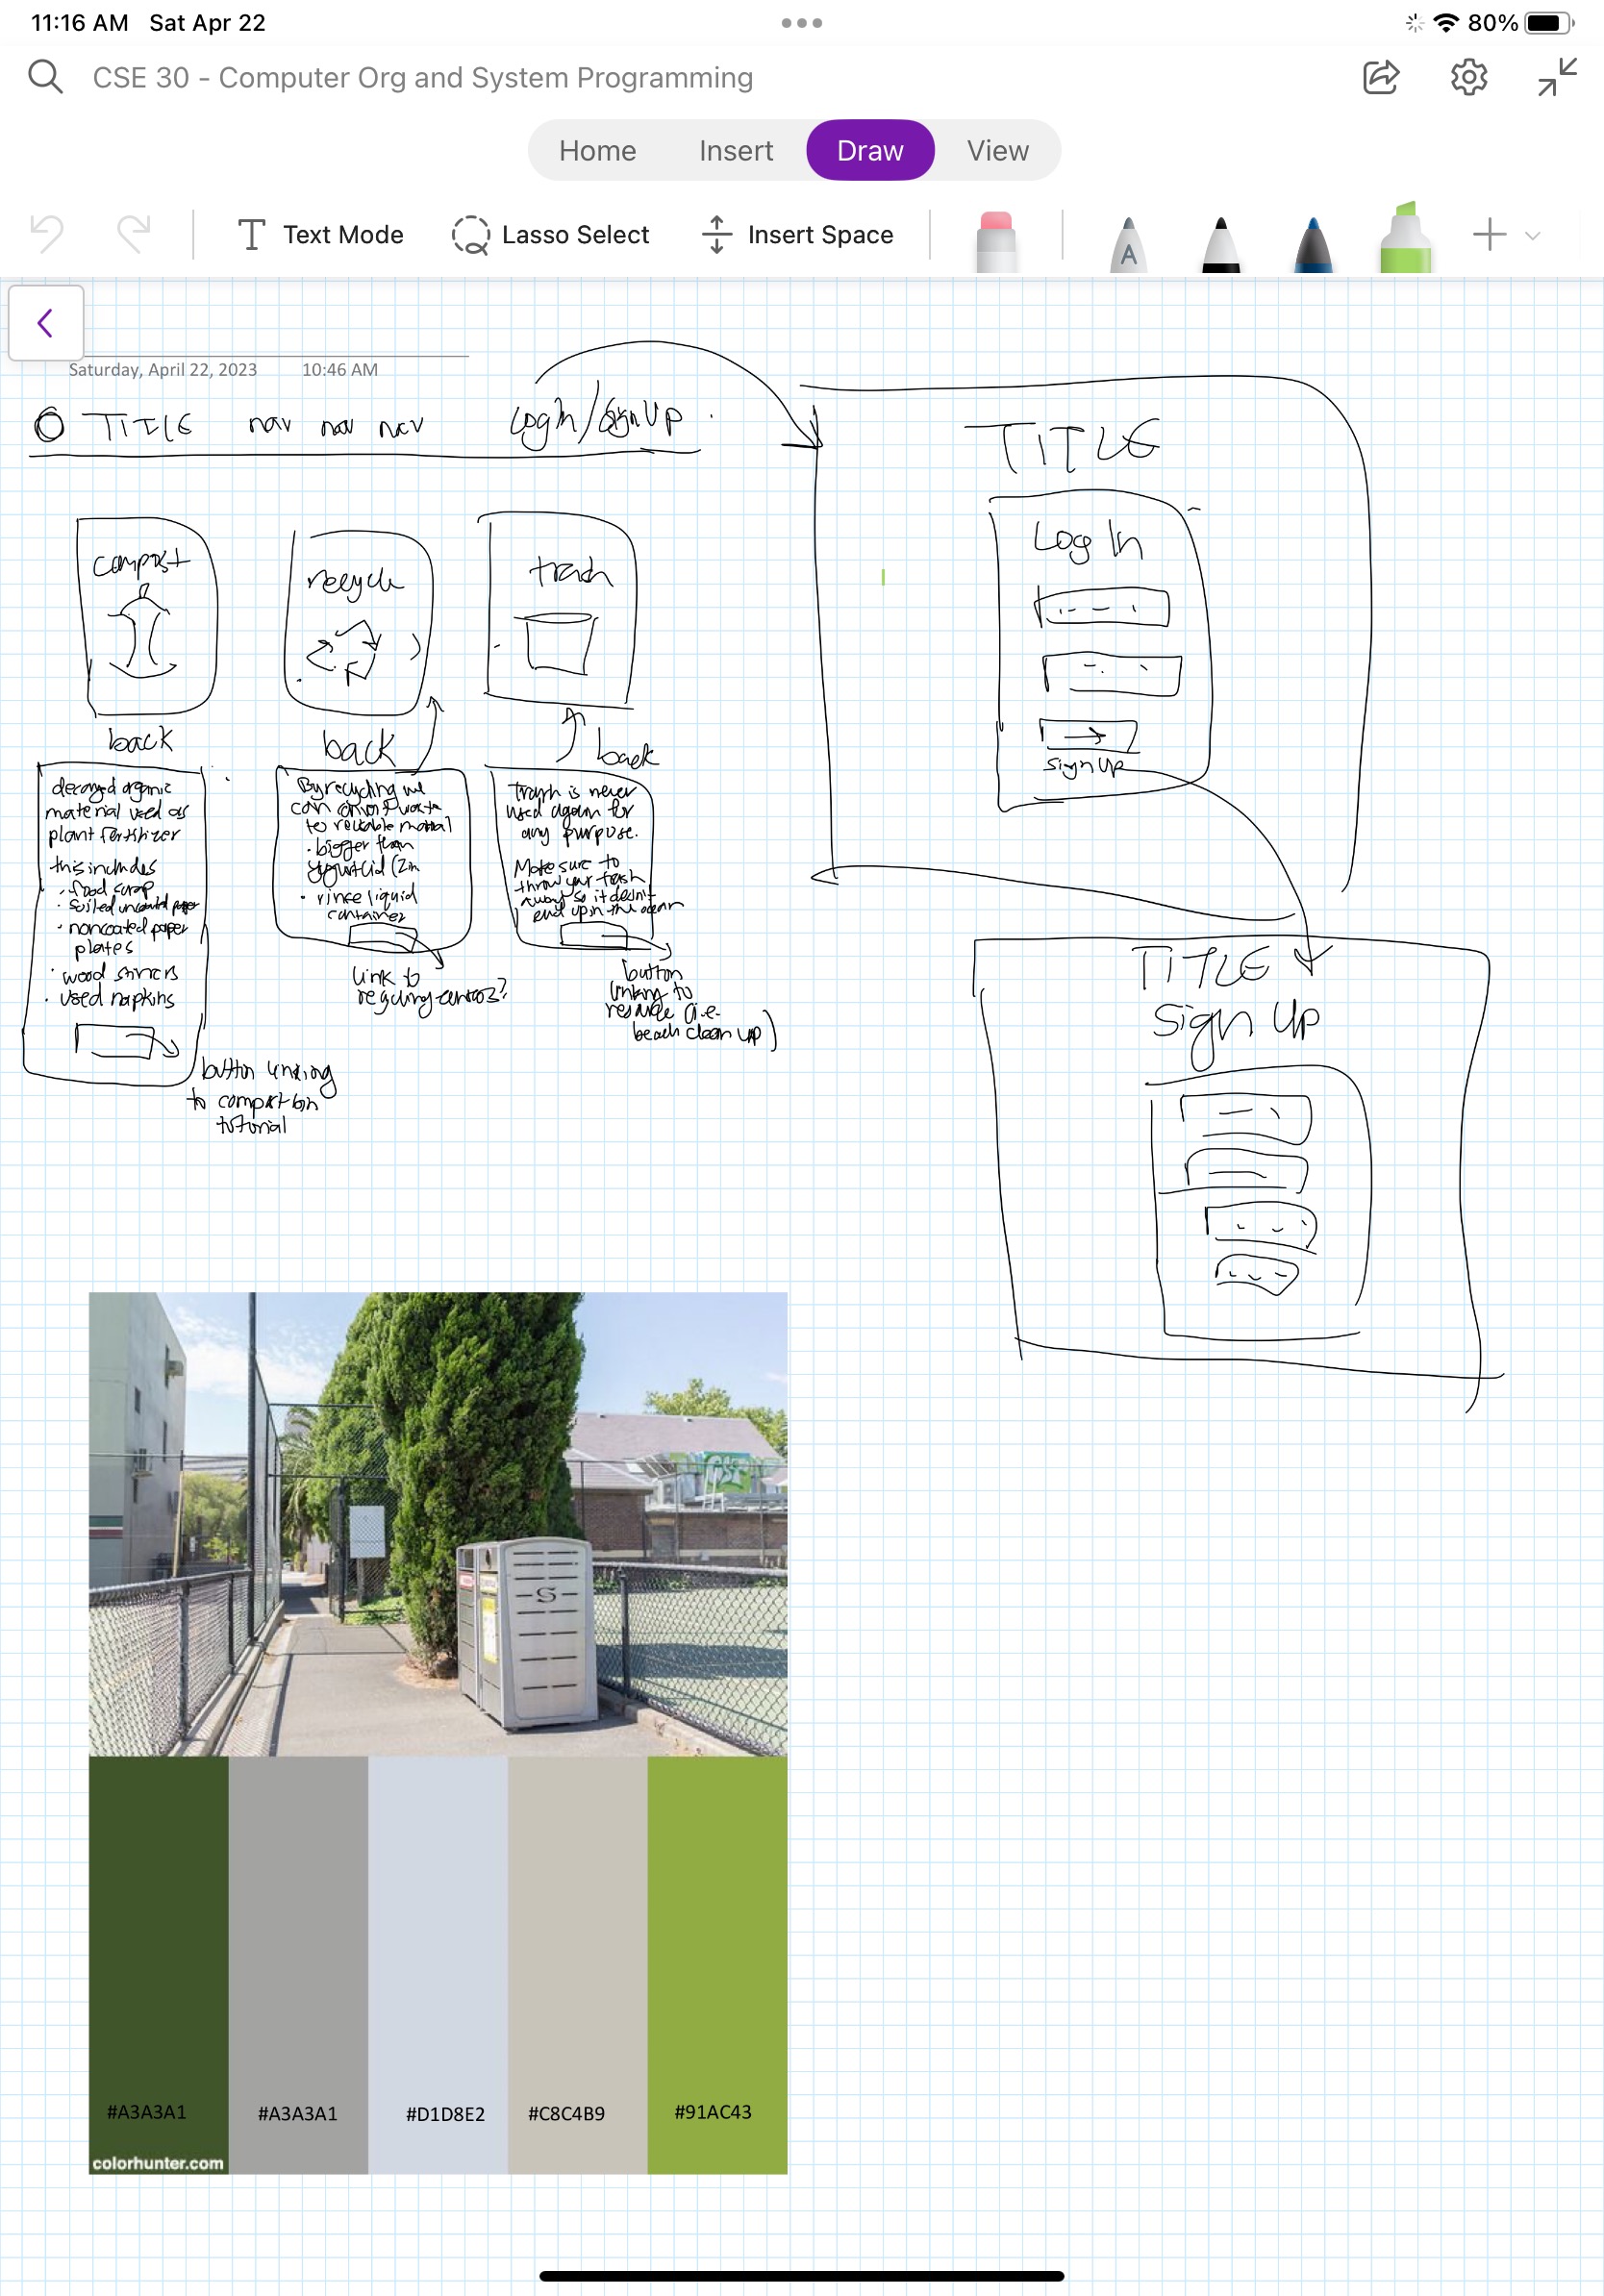 11:16 AM Sat Apr 22
80%
CSE 30 - Computer Org and System Programming
Home Insert Draw View
Text Mode Lasso Select Insert Space
A
Saturday, April 22, 2023 10:46 AM
TITLE nav nav nav Log In/Sign Up
compost
back
decayed organic
material used as
plant fertilizer
this includes
· food scrap
· soiled uncoated paper
· noncoated paper
plates
· wood stirrers
· used napkins
button linking
to compost bin
tutorial
recycle
back
By recycling we
can convert waste
to reusable material
· bigger than
yogurt lid (2in
· rinse liquid
container
link to
recycling centers?
trash
back
trash is never
used again for
any purpose.
Make sure to
throw your trash
away so it doesn't
end up in the ocean
button
linking to
resource (i.e.
beach clean up)
TITLE
Log In
sign up
TITLE
Sign Up
S
#A3A3A1 #A3A3A1 #D1D8E2 #C8C4B9 #91AC43
colorhunter.com